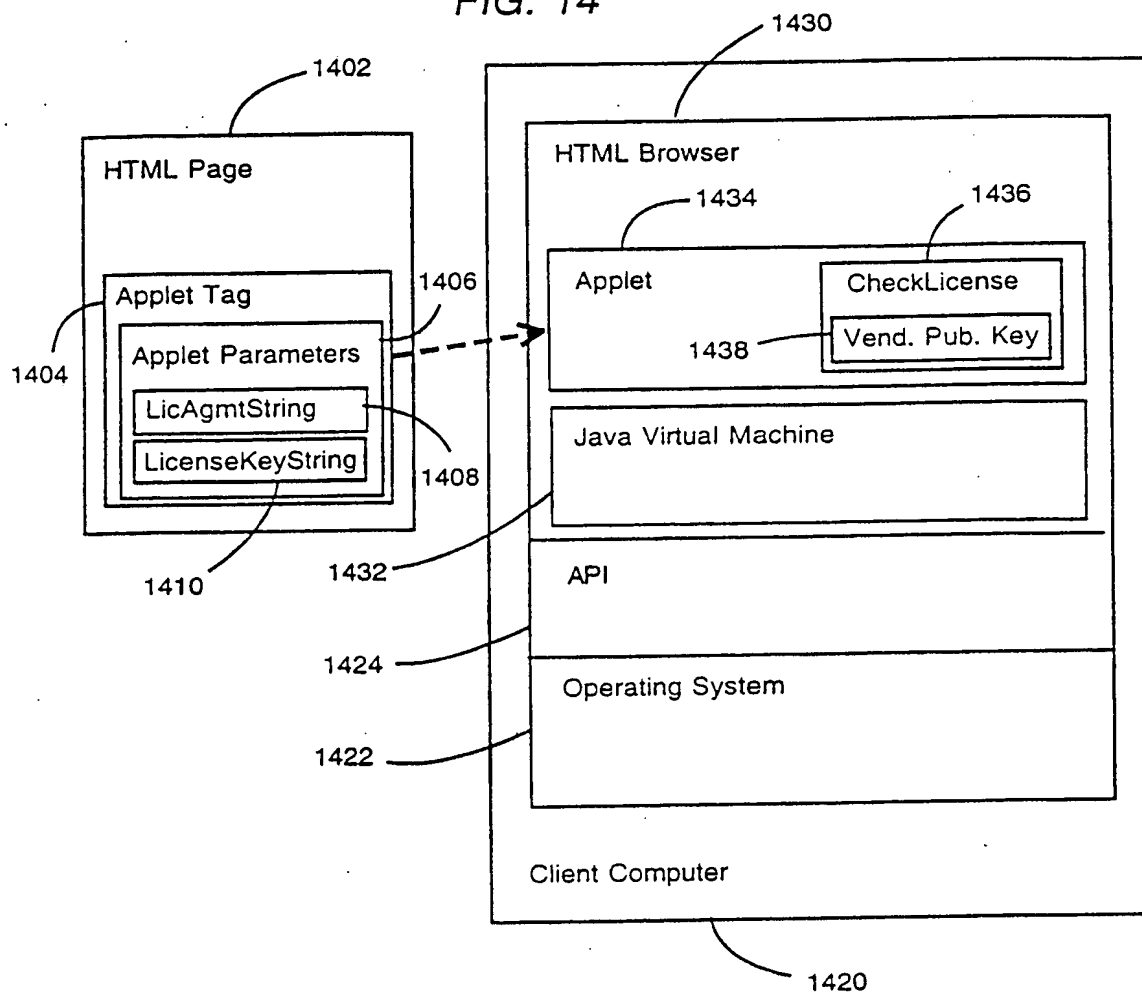 FIG. 14
1430
1402
HTML Page
HTML Browser
1434
1436
1406
Applet Tag
Applet
CheckLicense
Applet Parameters
1438
Vend. Pub. Key
1404
LicAgmtString
Java Virtual Machine
LicenseKeyString
1408
1432
1410
API
1424
Operating System
1422
Client Computer
1420